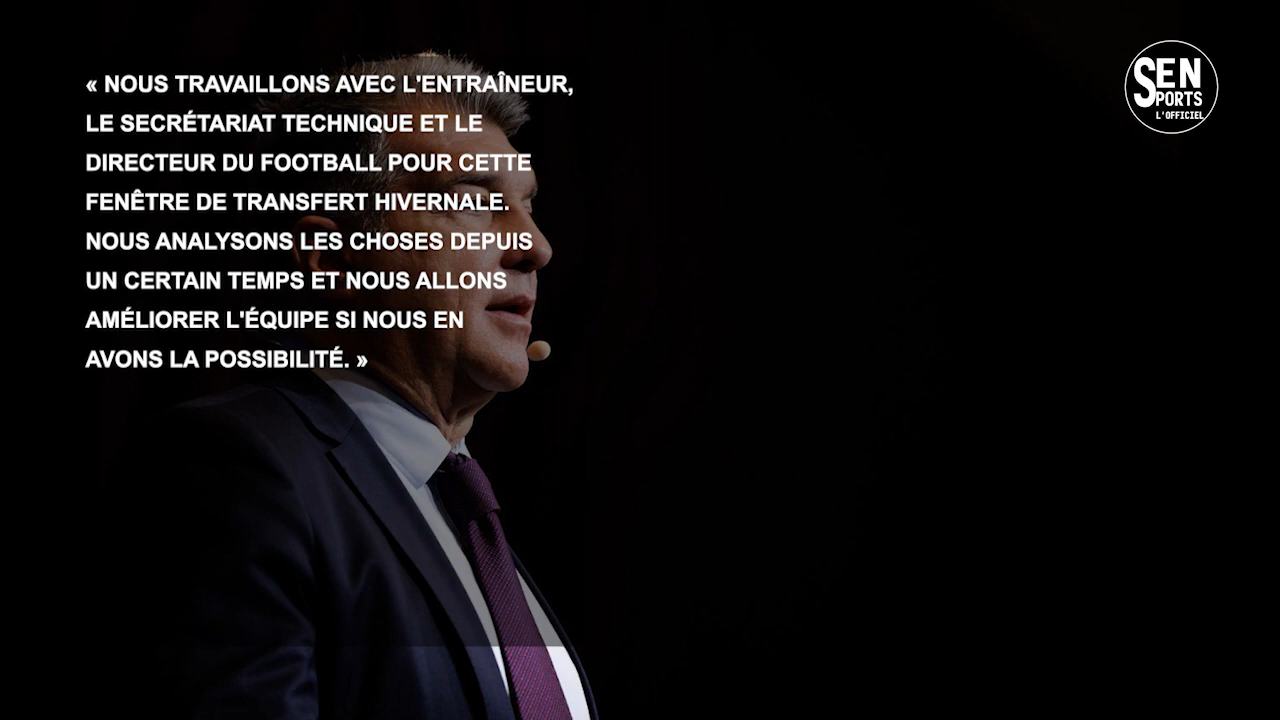 « NOUS TRAVAILLONS AVEC L'ENTRAÎNEUR,
LE SECRÉTARIAT TECHNIQUE ET LE
DIRECTEUR DU FOOTBALL POUR CETTE
FENÊTRE DE TRANSFERT HIVERNALE.
NOUS ANALYSONS LES CHOSES DEPUIS
UN CERTAIN TEMPS ET NOUS ALLONS
AMÉLIORER L'ÉQUIPE SI NOUS EN
AVONS LA POSSIBILITÉ. »
SEN
PORTS
L'OFFICIEL